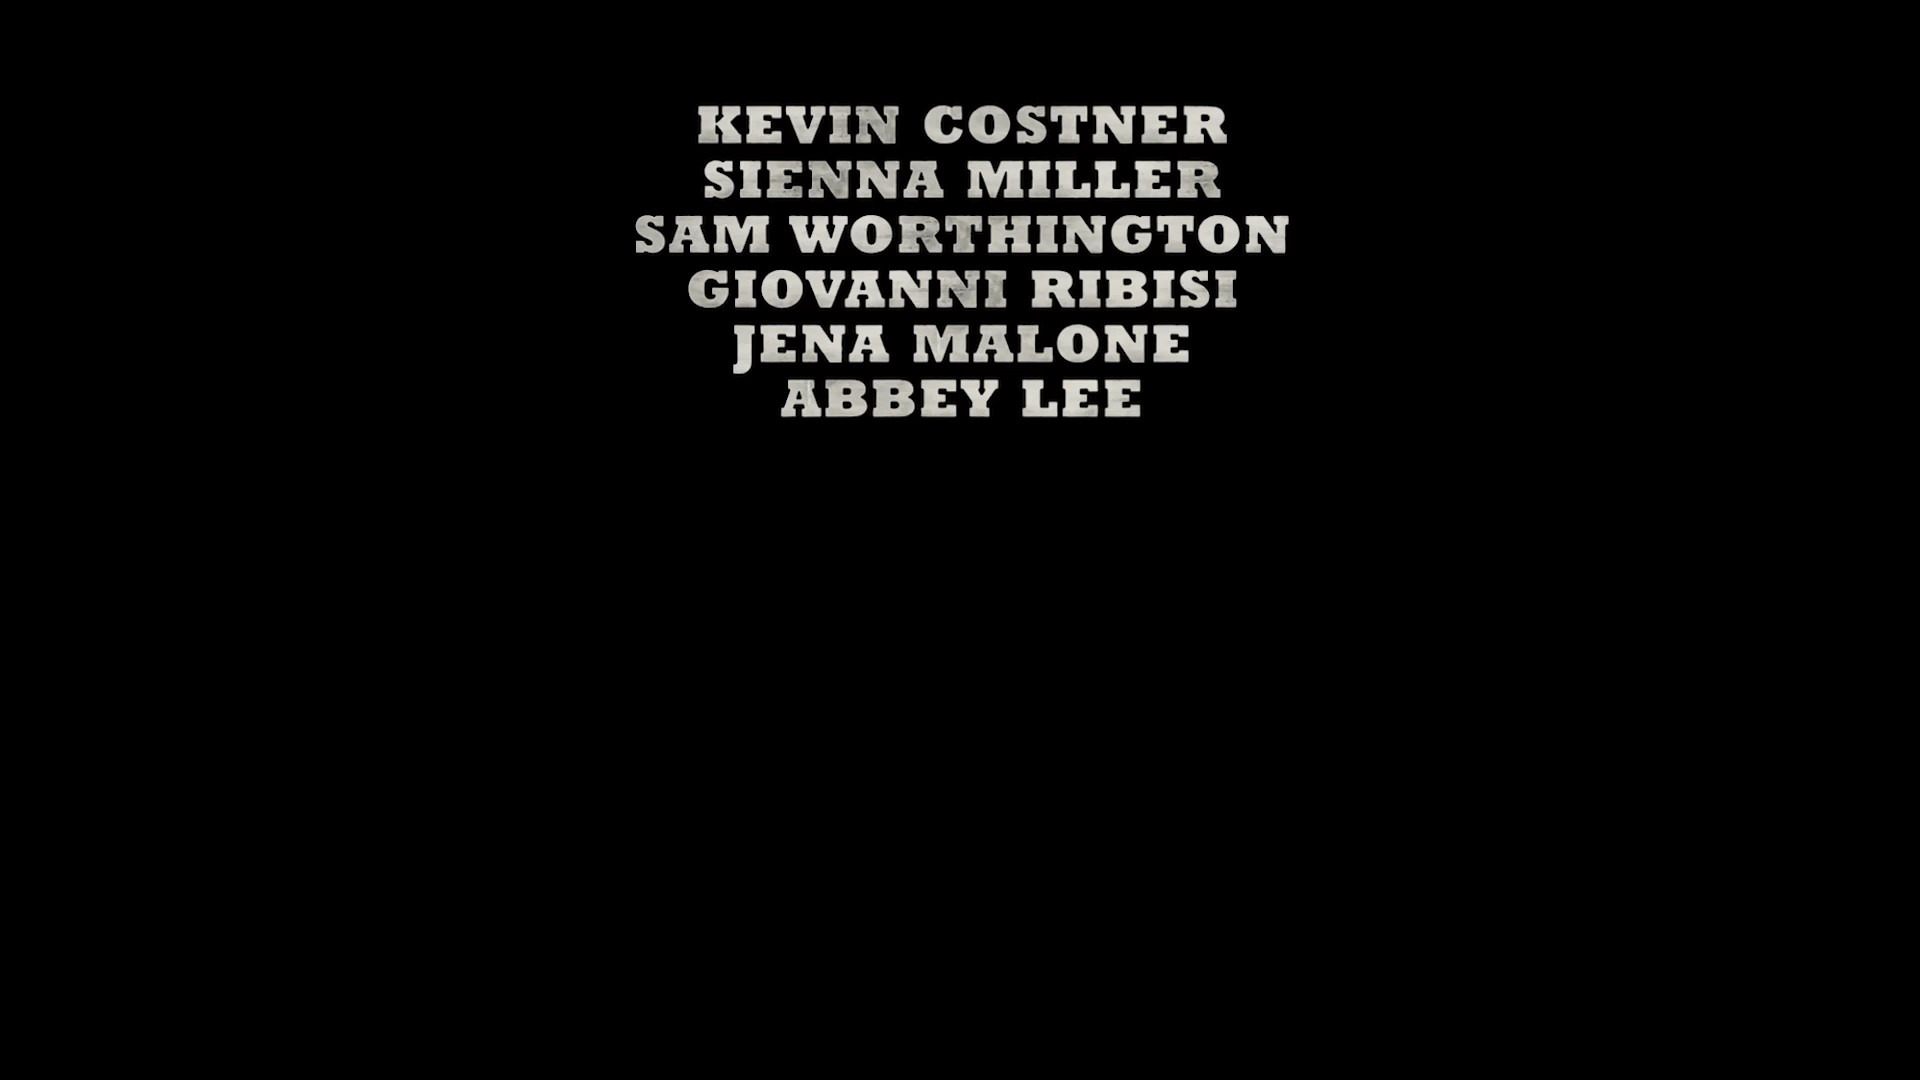 KEVIN COSTNER
SIENNA MILLER
SAM WORTHINGTON
GIOVANNI RIBISI
JENA MALONE
ABBEY LEE